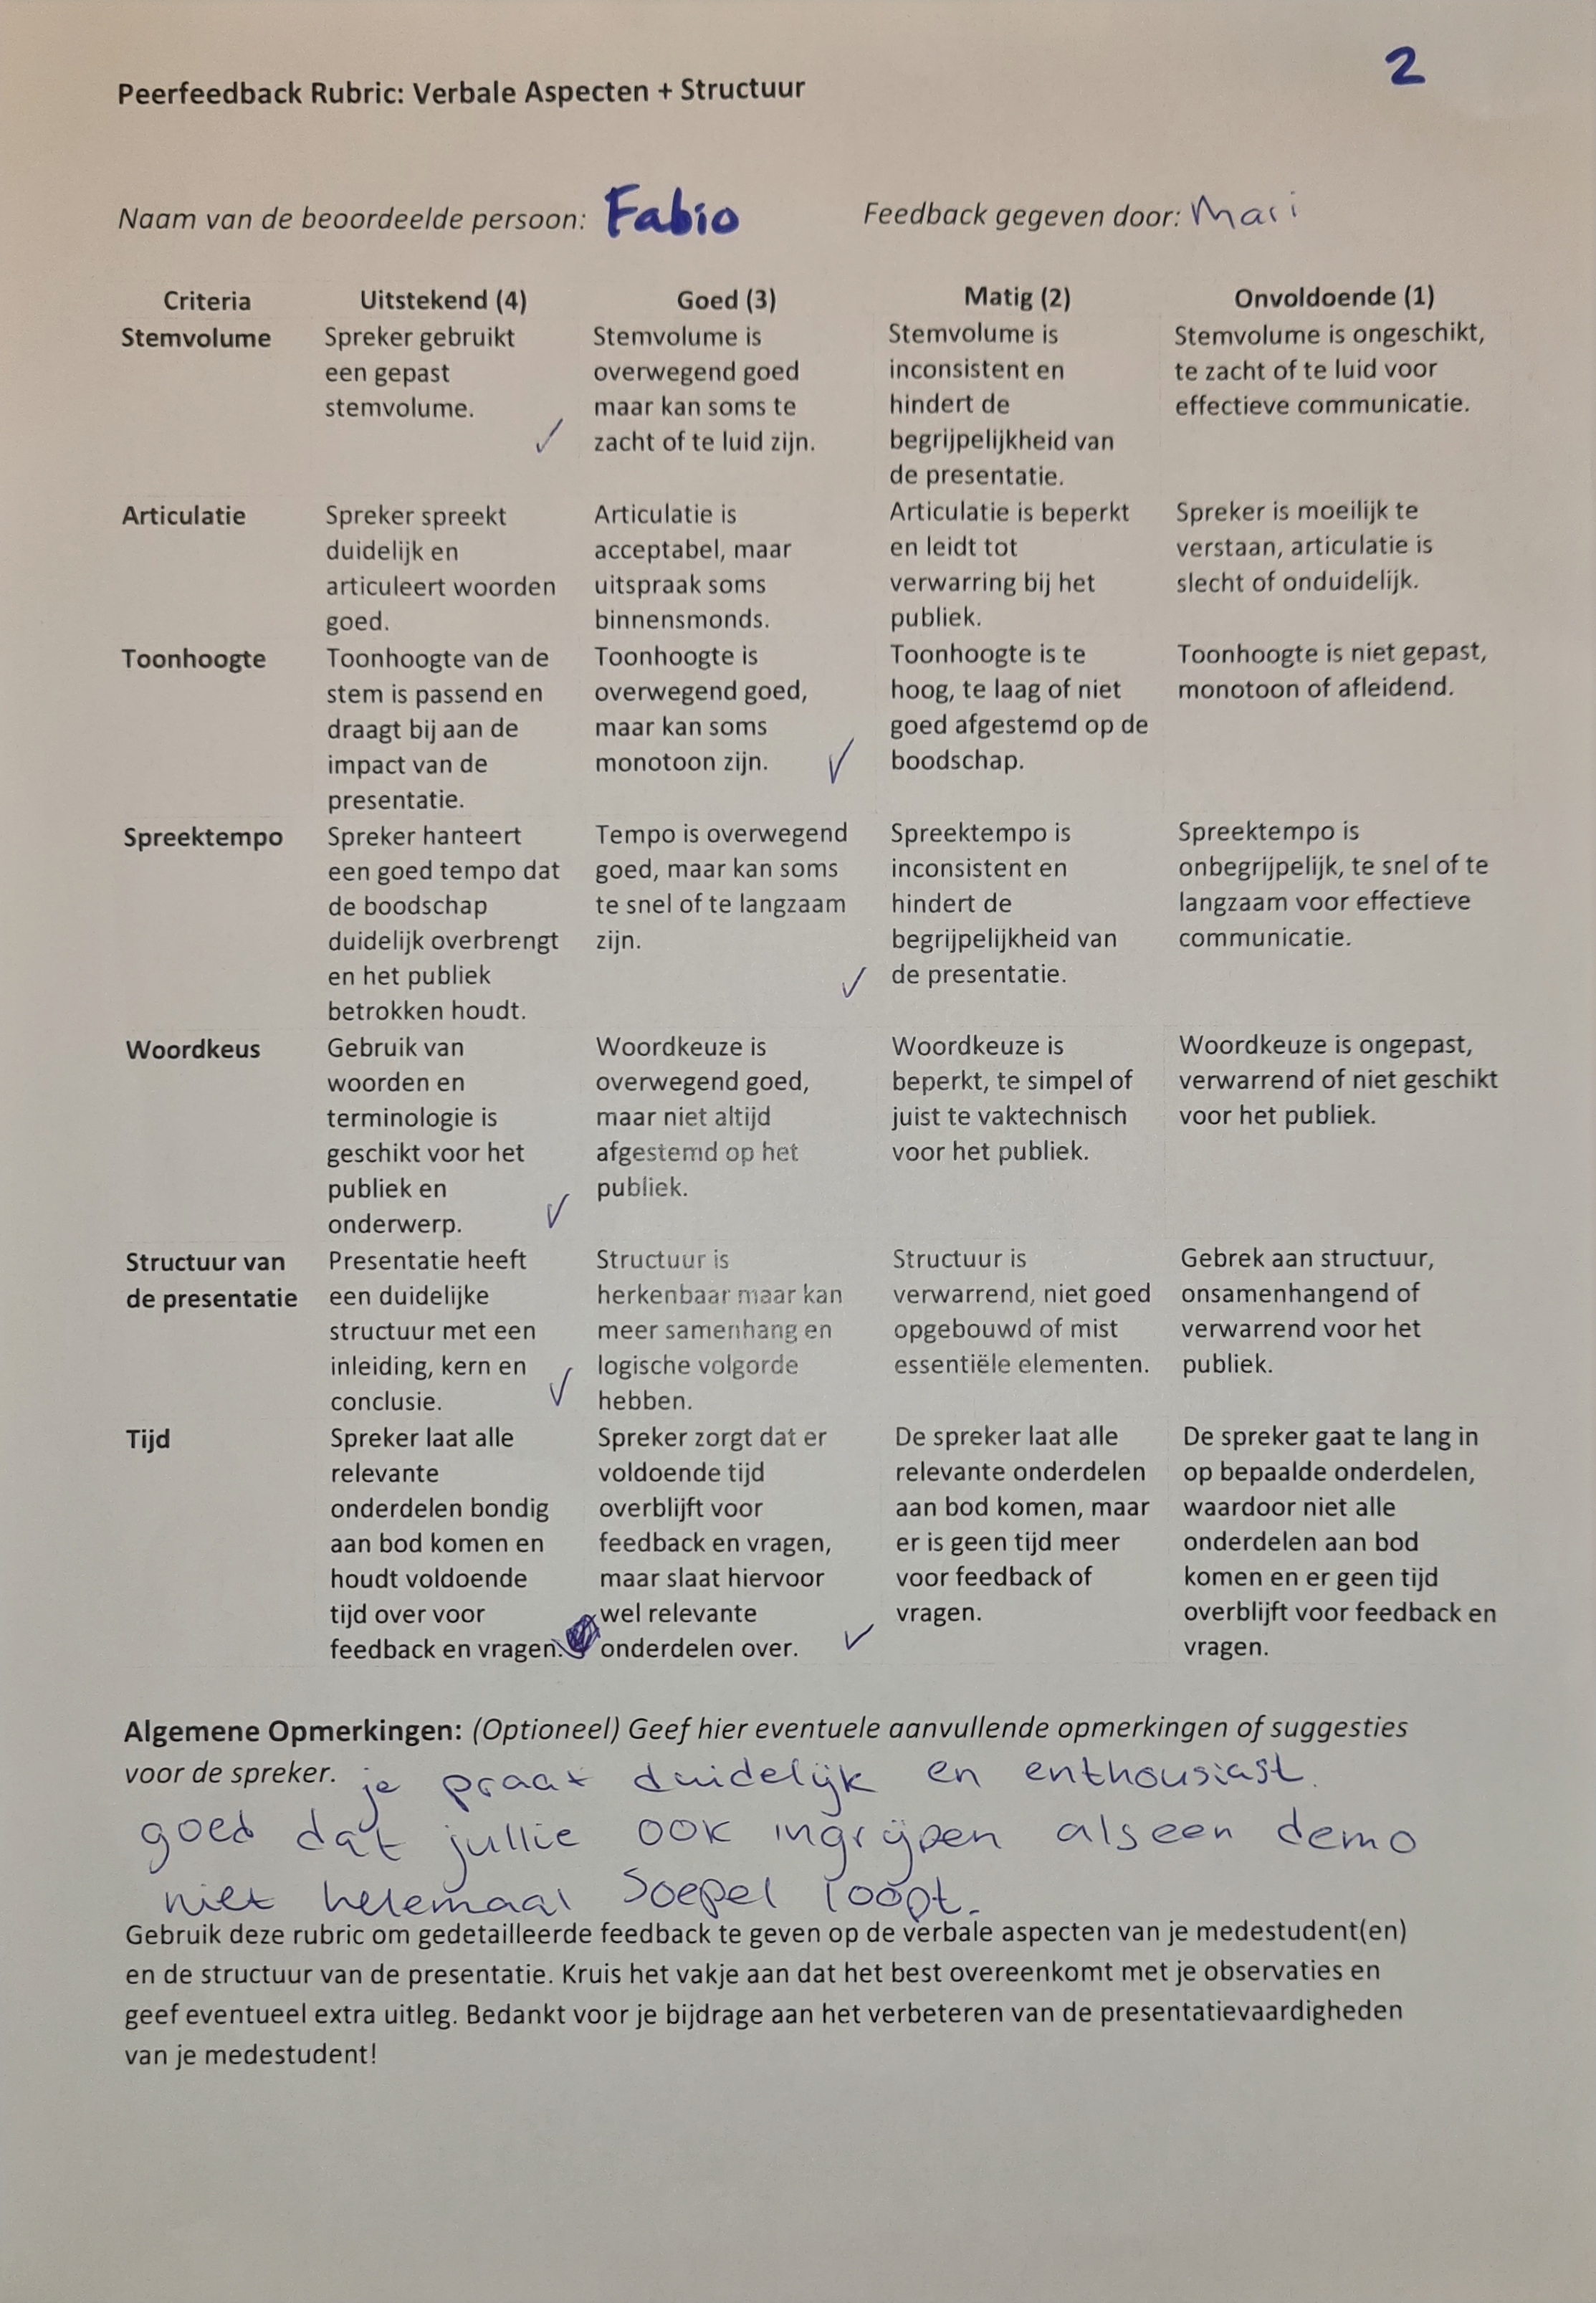 2
Peerfeedback Rubric: Verbale Aspecten + Structuur
Naam van de beoordeelde persoon: Fabio Feedback gegeven door: Mari
Criteria Uitstekend (4) Goed (3) Matig (2) Onvoldoende (1)
Stemvolume Spreker gebruikt Stemvolume is Stemvolume is Stemvolume is ongeschikt,
een gepast overwegend goed inconsistent en te zacht of te luid voor
stemvolume. maar kan soms te hindert de effectieve communicatie.
✓ zacht of te luid zijn. begrijpelijkheid van
de presentatie.
Articulatie Spreker spreekt Articulatie is Articulatie is beperkt Spreker is moeilijk te
duidelijk en acceptabel, maar en leidt tot verstaan, articulatie is
articuleert woorden uitspraak soms verwarring bij het slecht of onduidelijk.
goed. binnensmonds. publiek.
Toonhoogte Toonhoogte van de Toonhoogte is Toonhoogte is te Toonhoogte is niet gepast,
stem is passend en overwegend goed, hoog, te laag of niet monotoon of afleidend.
draagt bij aan de maar kan soms goed afgestemd op de
impact van de monotoon zijn. ✓ boodschap.
presentatie.
Spreektempo Spreker hanteert Tempo is overwegend Spreektempo is Spreektempo is
een goed tempo dat goed, maar kan soms inconsistent en onbegrijpelijk, te snel of te
de boodschap te snel of te langzaam hindert de langzaam voor effectieve
duidelijk overbrengt zijn. begrijpelijkheid van communicatie.
en het publiek ✓ de presentatie.
betrokken houdt.
Woordkeus Gebruik van Woordkeuze is Woordkeuze is Woordkeuze is ongepast,
woorden en overwegend goed, beperkt, te simpel of verwarrend of niet geschikt
terminologie is maar niet altijd juist te vaktechnisch voor het publiek.
geschikt voor het afgestemd op het voor het publiek.
publiek en publiek.
onderwerp. ✓
Structuur van Presentatie heeft Structuur is Structuur is Gebrek aan structuur,
de presentatie een duidelijke herkenbaar maar kan verwarrend, niet goed onsamenhangend of
structuur met een meer samenhang en opgebouwd of mist verwarrend voor het
inleiding, kern en logische volgorde essentiële elementen. publiek.
conclusie. ✓ hebben.
Tijd Spreker laat alle Spreker zorgt dat er De spreker laat alle De spreker gaat te lang in
relevante voldoende tijd relevante onderdelen op bepaalde onderdelen,
onderdelen bondig overblijft voor aan bod komen, maar waardoor niet alle
aan bod komen en feedback en vragen, er is geen tijd meer onderdelen aan bod
houdt voldoende maar slaat hiervoor voor feedback of komen en er geen tijd
tijd over voor wel relevante vragen. overblijft voor feedback en
feedback en vragen. onderdelen over. ✓ vragen.
Algemene Opmerkingen: (Optioneel) Geef hier eventuele aanvullende opmerkingen of suggesties
voor de spreker. je praat duidelijk en enthousiast.
goed dat jullie ook ingrijpen als een demo
niet helemaal soepel loopt.
Gebruik deze rubric om gedetailleerde feedback te geven op de verbale aspecten van je medestudent(en)
en de structuur van de presentatie. Kruis het vakje aan dat het best overeenkomt met je observaties en
geef eventueel extra uitleg. Bedankt voor je bijdrage aan het verbeteren van de presentatievaardigheden
van je medestudent!